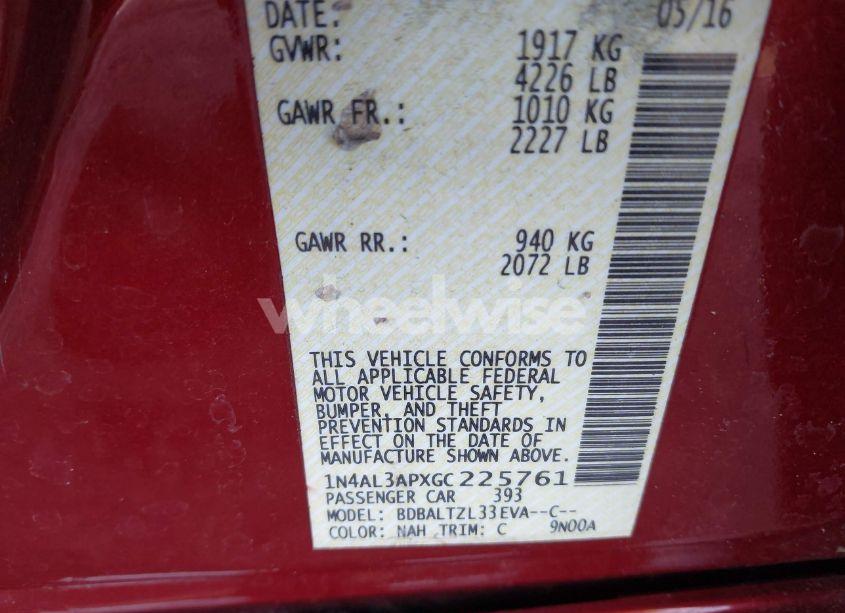 DATE: 05/16
GVWR: 1917 KG
4226 LB
GAWR FR.: 1010 KG
2227 LB
GAWR RR.: 940 KG
2072 LB
wheelwise
THIS VEHICLE CONFORMS TO
ALL APPLICABLE FEDERAL
MOTOR VEHICLE SAFETY,
BUMPER, AND THEFT
PREVENTION STANDARDS IN
EFFECT ON THE DATE OF
MANUFACTURE SHOWN ABOVE.
1N4AL3APXGC225761
PASSENGER CAR 393
MODEL: BDBALTZL33EVA--C--
COLOR: NAH TRIM: C 9N00A